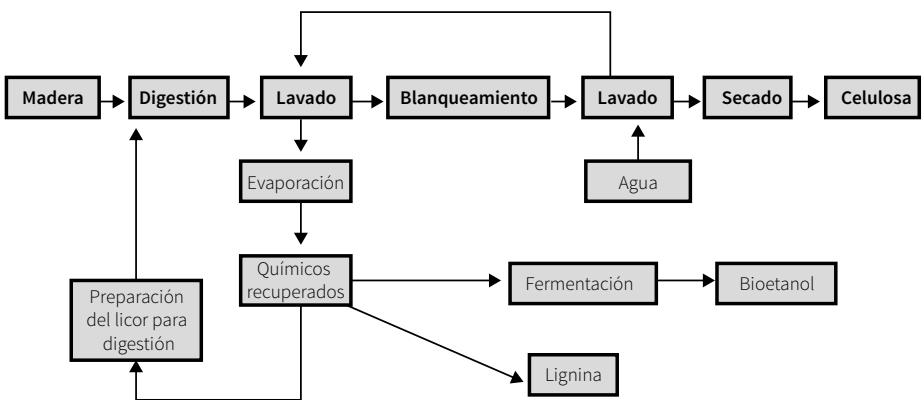 Madera
Digestión
Lavado
Blanqueamiento
Lavado
Secado
Celulosa
Evaporación
Agua
Químicos
recuperados
Fermentación
Bioetanol
Preparación
del licor para
digestión
Lignina